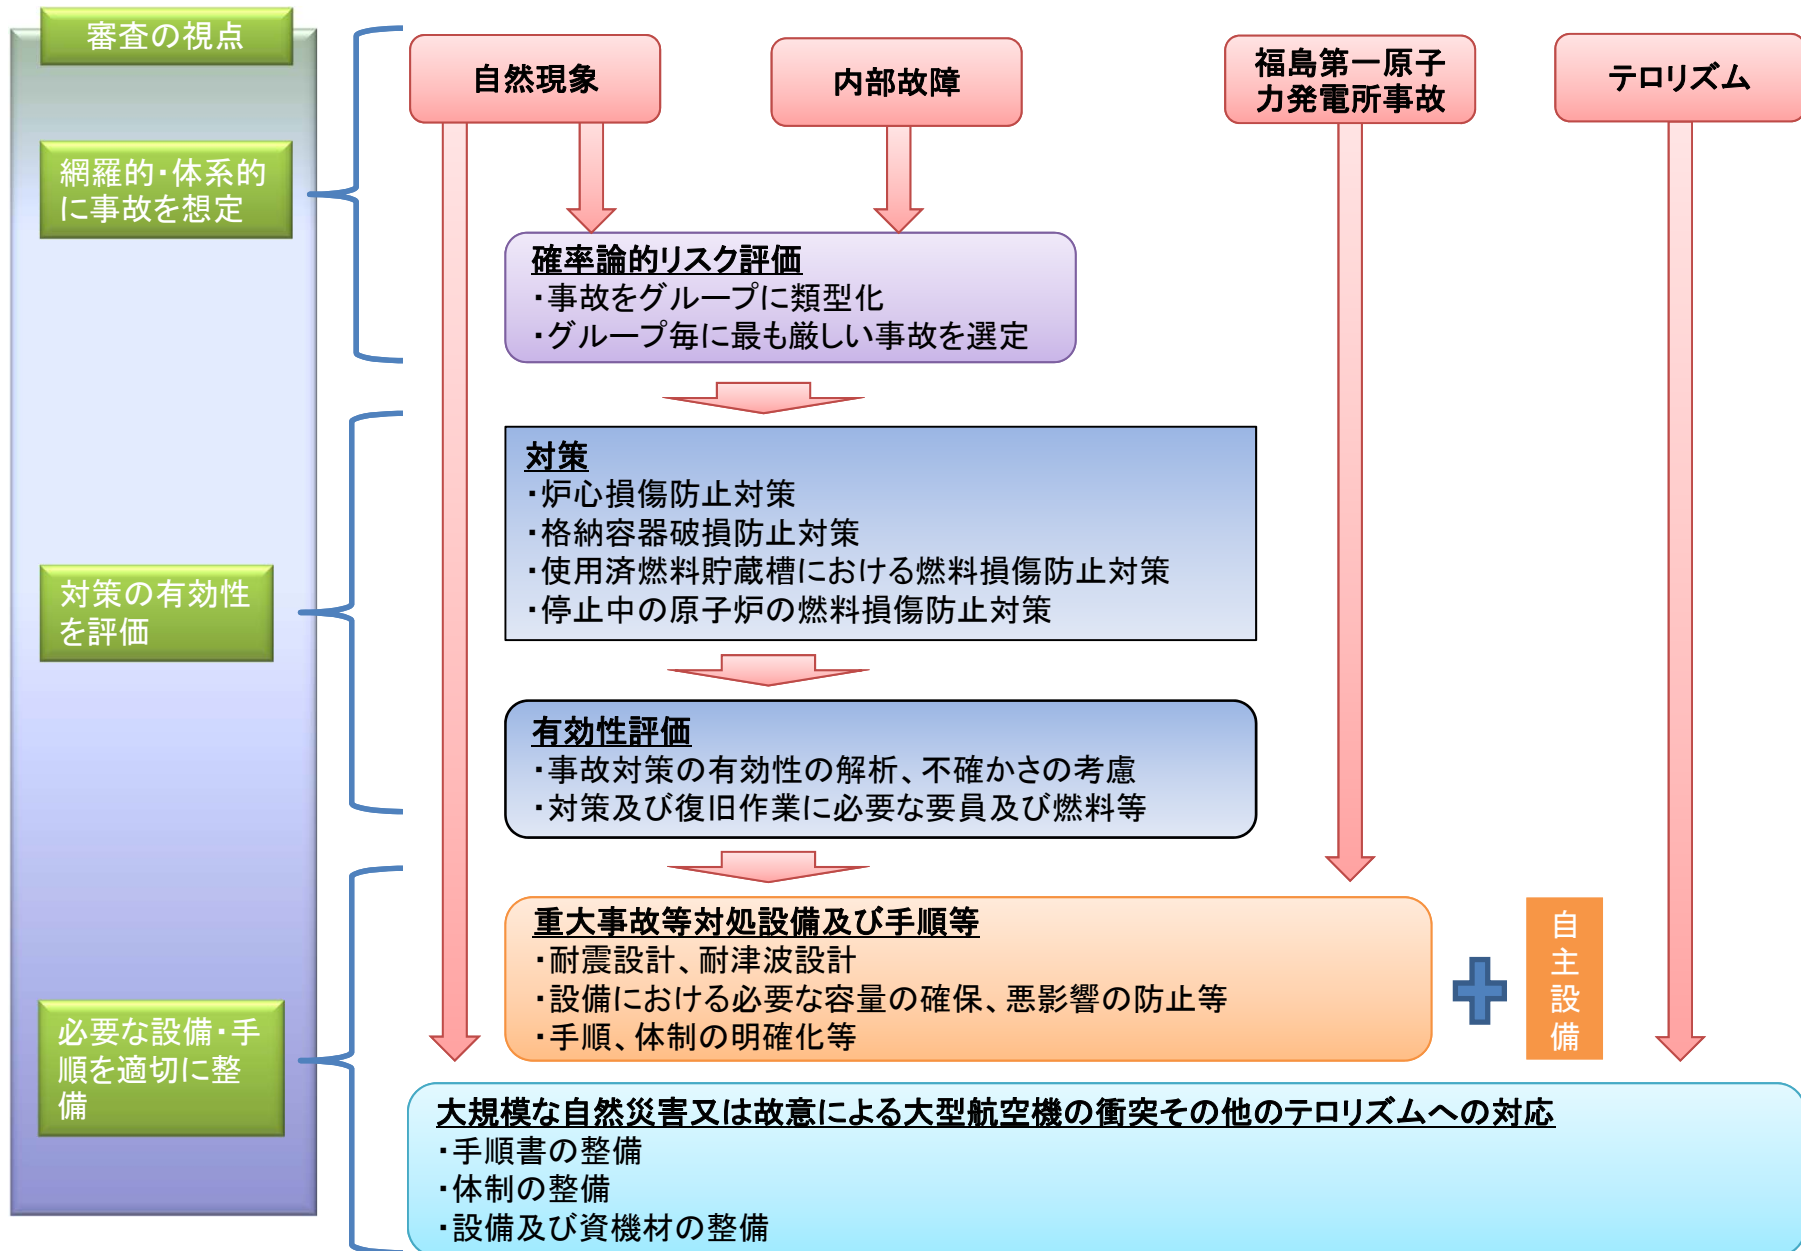 審査の視点
網羅的・体系的
に事故を想定
対策の有効性
を評価
必要な設備・手
順を適切に整
備
自然現象
内部故障
福島第一原子
力発電所事故
テロリズム
確率論的リスク評価
・事故をグループに類型化
・グループ毎に最も厳しい事故を選定
対策
・炉心損傷防止対策
・格納容器破損防止対策
・使用済燃料貯蔵槽における燃料損傷防止対策
・停止中の原子炉の燃料損傷防止対策
有効性評価
・事故対策の有効性の解析、不確かさの考慮
・対策及び復旧作業に必要な要員及び燃料等
重大事故等対処設備及び手順等
・耐震設計、耐津波設計
・設備における必要な容量の確保、悪影響の防止等
・手順、体制の明確化等
自
主
設
備
大規模な自然災害又は故意による大型航空機の衝突その他のテロリズムへの対応
・手順書の整備
・体制の整備
・設備及び資機材の整備